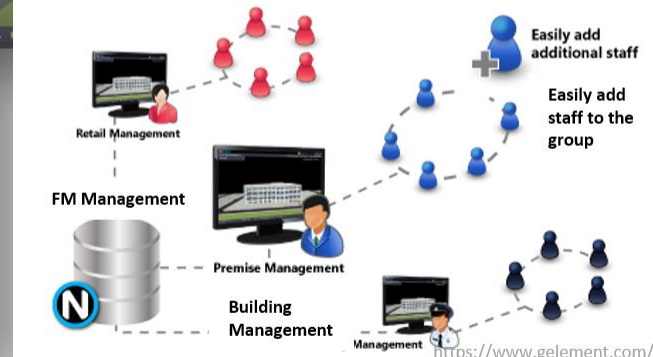 Easily add
additional staff
Easily add
staff to the
group
Retail Management
FM Management
Premise Management
N
Building
Management
Management
https://www.gelement.com/